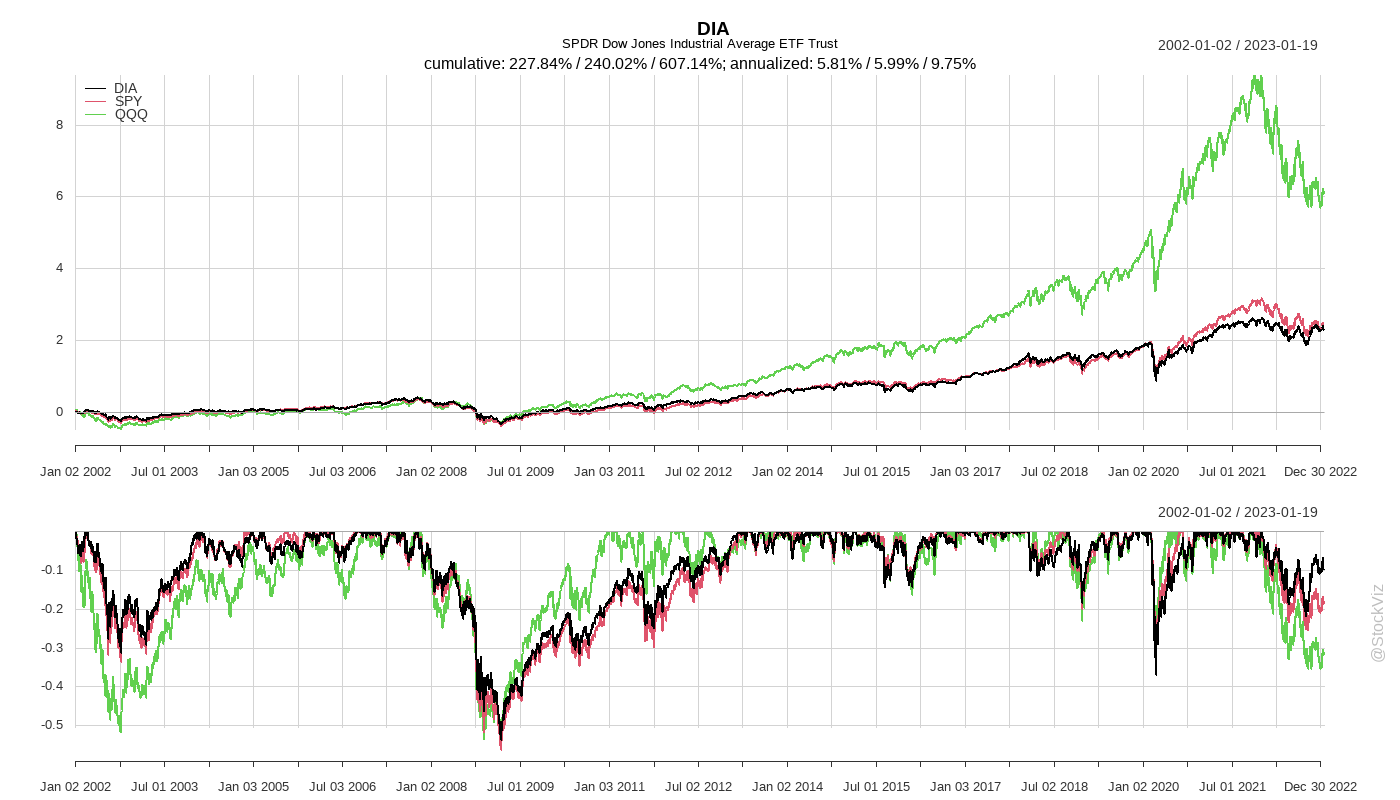 DIA
SPDR Dow Jones Industrial Average ETF Trust
2002-01-02 / 2023-01-19
cumulative: 227.84% / 240.02% / 607.14%; annualized: 5.81% / 5.99% / 9.75%
DIA
SPY
QQQ
8
6
4
2
0
Jan 02 2002 Jul 01 2003 Jan 03 2005 Jul 03 2006 Jan 02 2008 Jul 01 2009 Jan 03 2011 Jul 02 2012 Jan 02 2014 Jul 01 2015 Jan 03 2017 Jul 02 2018 Jan 02 2020 Jul 01 2021 Dec 30 2022
2002-01-02 / 2023-01-19
-0.1
-0.2
-0.3
-0.4
-0.5
Jan 02 2002 Jul 01 2003 Jan 03 2005 Jul 03 2006 Jan 02 2008 Jul 01 2009 Jan 03 2011 Jul 02 2012 Jan 02 2014 Jul 01 2015 Jan 03 2017 Jul 02 2018 Jan 02 2020 Jul 01 2021 Dec 30 2022
@StockViz